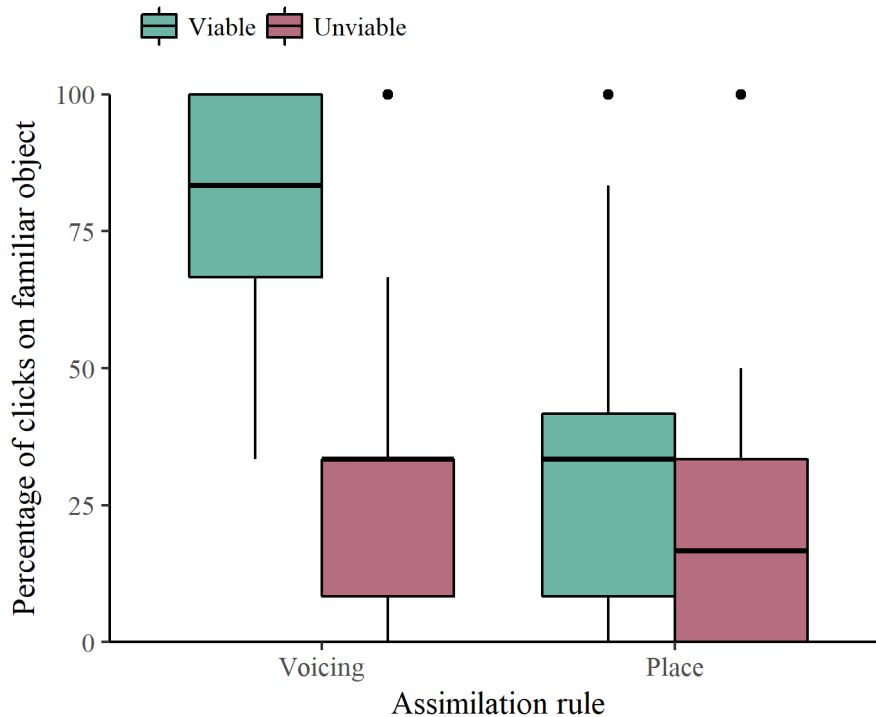 Viable Unviable
Percentage of clicks on familiar object
100
75
50
25
0
Voicing Place
Assimilation rule